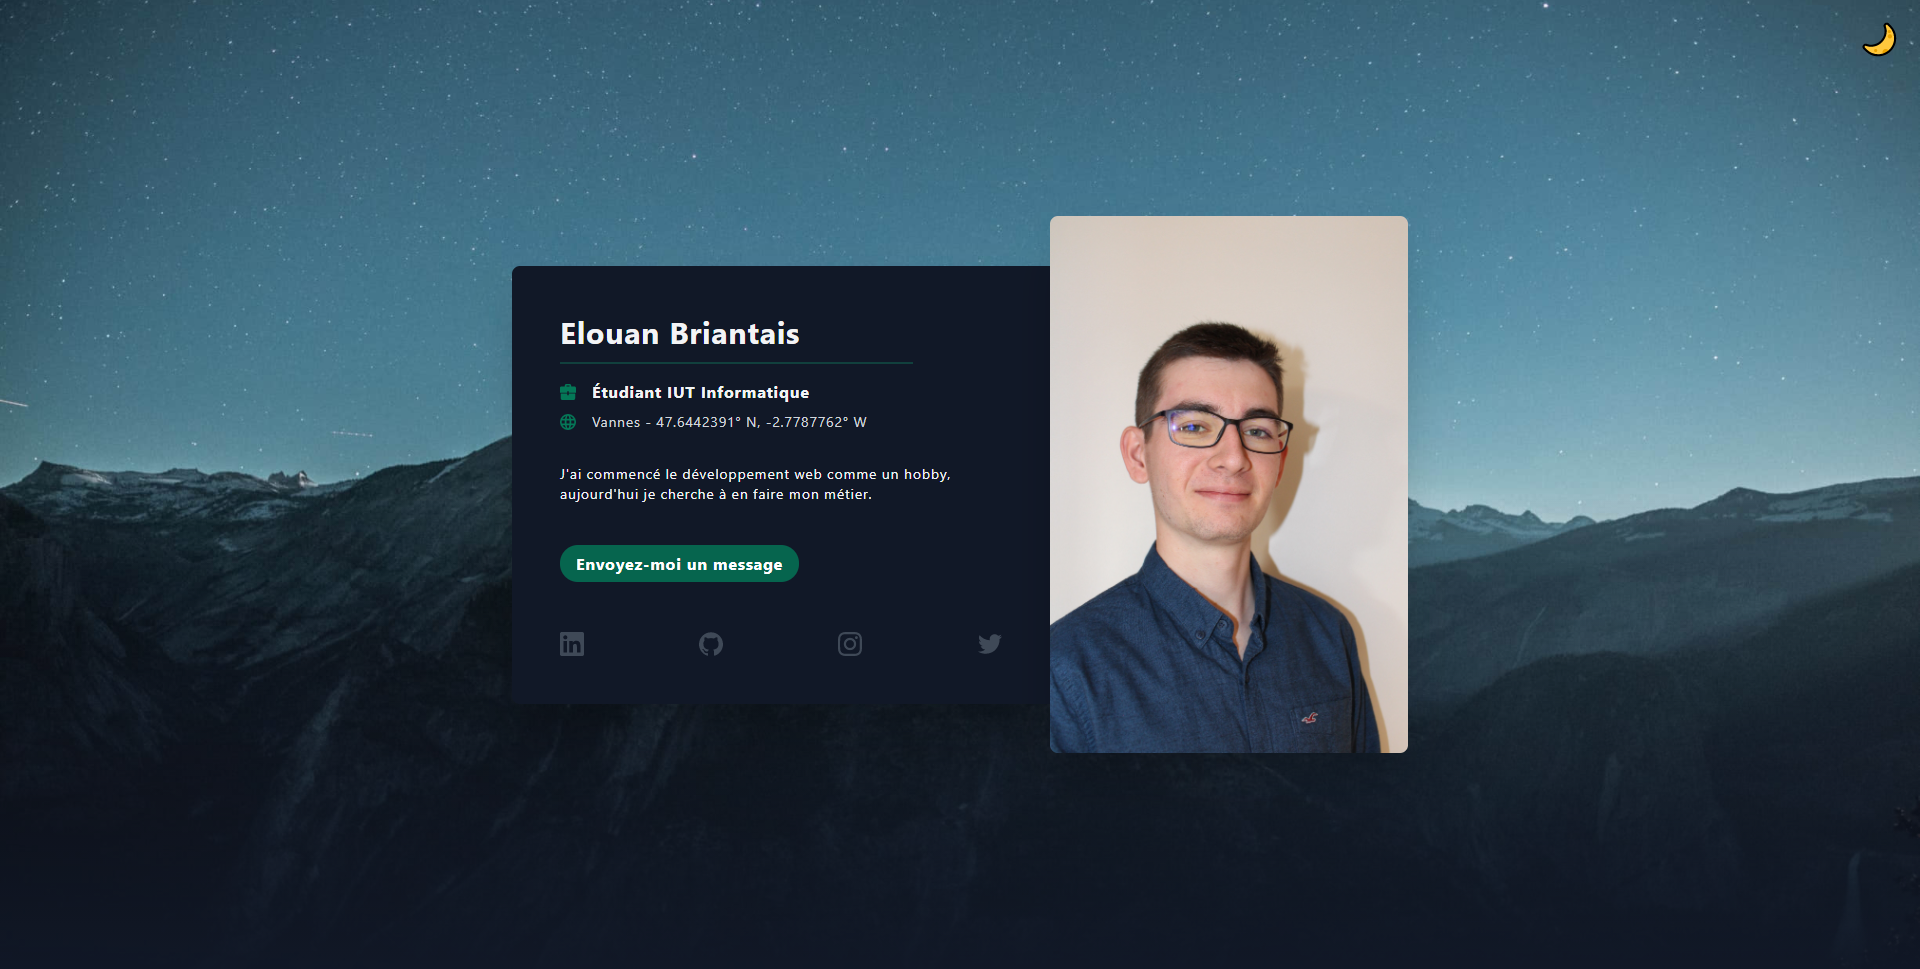 Elouan Briantais
Étudiant IUT Informatique
Vannes - 47.6442391° N, -2.7787762° W
J'ai commencé le développement web comme un hobby,
aujourd'hui je cherche à en faire mon métier.
Envoyez-moi un message
in